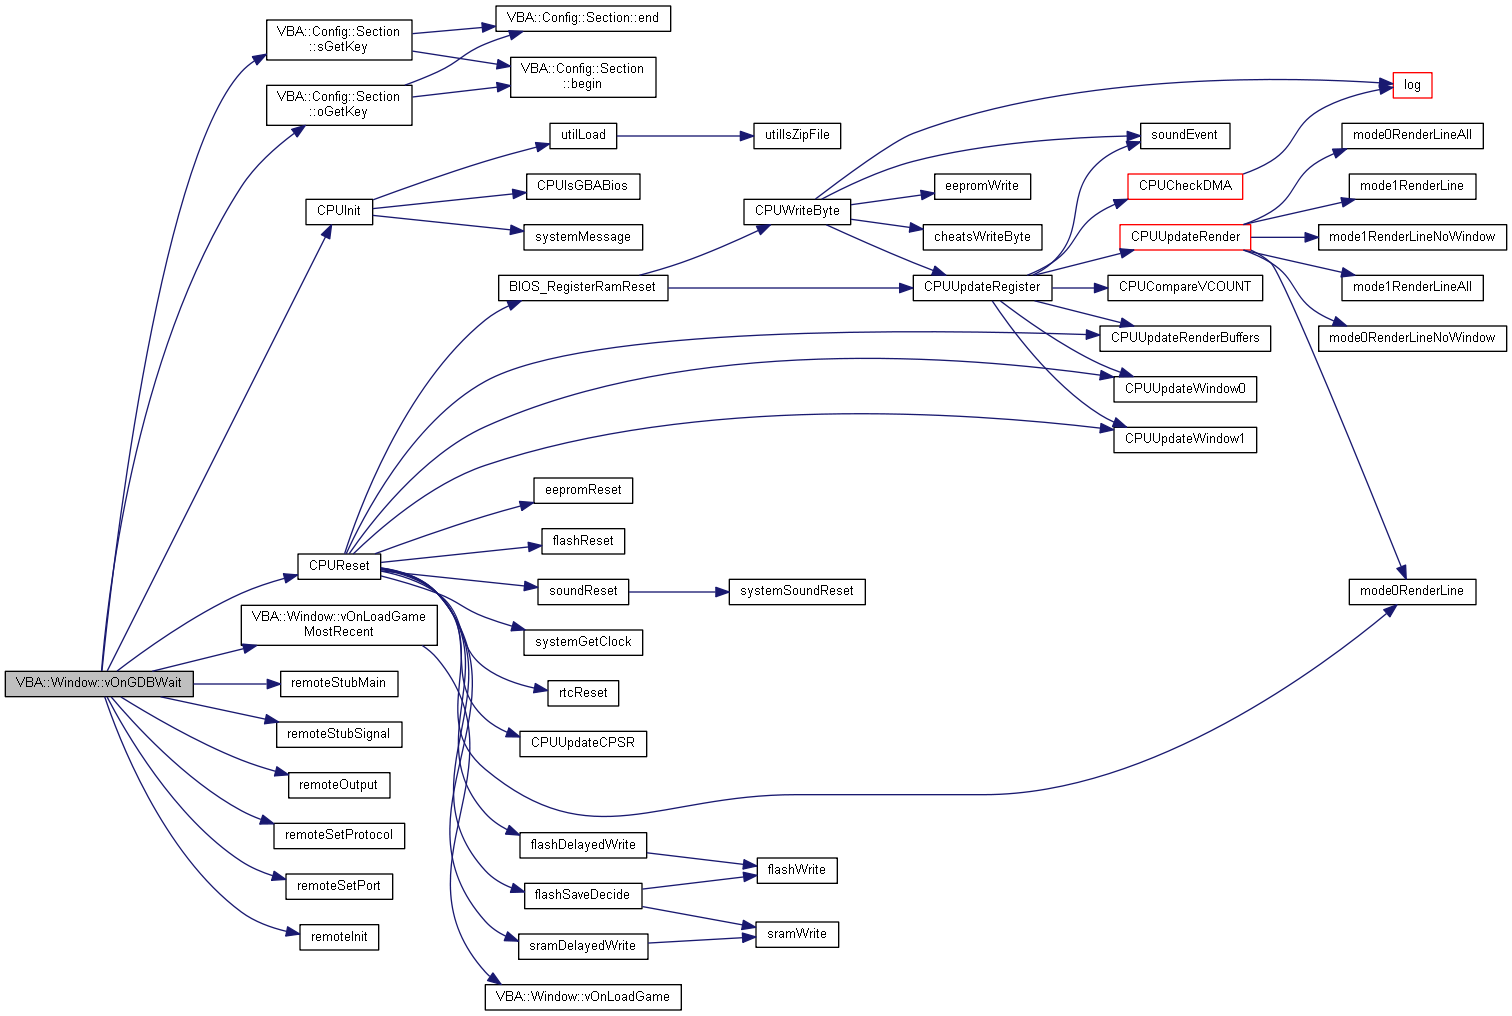 VBA::Config::Section::end
VBA::Config::Section
::sGetKey
VBA::Config::Section
::begin
log
VBA::Config::Section
::oGetKey
utilLoad
utilIsZipFile
soundEvent
mode0RenderLineAll
CPUIsGBABios
eepromWrite
CPUCheckDMA
mode1RenderLine
CPUInit
CPUWriteByte
systemMessage
cheatsWriteByte
CPUUpdateRender
mode1RenderLineNoWindow
BIOS_RegisterRamReset
CPUUpdateRegister
CPUCompareVCOUNT
mode1RenderLineAll
CPUUpdateRenderBuffers
mode0RenderLineNoWindow
CPUUpdateWindow0
CPUUpdateWindow1
eepromReset
flashReset
CPUReset
soundReset
systemSoundReset
mode0RenderLine
VBA::Window::vOnLoadGame
MostRecent
systemGetClock
VBA::Window::vOnGDBWait
remoteStubMain
rtcReset
remoteStubSignal
CPUUpdateCPSR
remoteOutput
remoteSetProtocol
flashDelayedWrite
flashWrite
remoteSetPort
flashSaveDecide
remoteInit
sramDelayedWrite
sramWrite
VBA::Window::vOnLoadGame